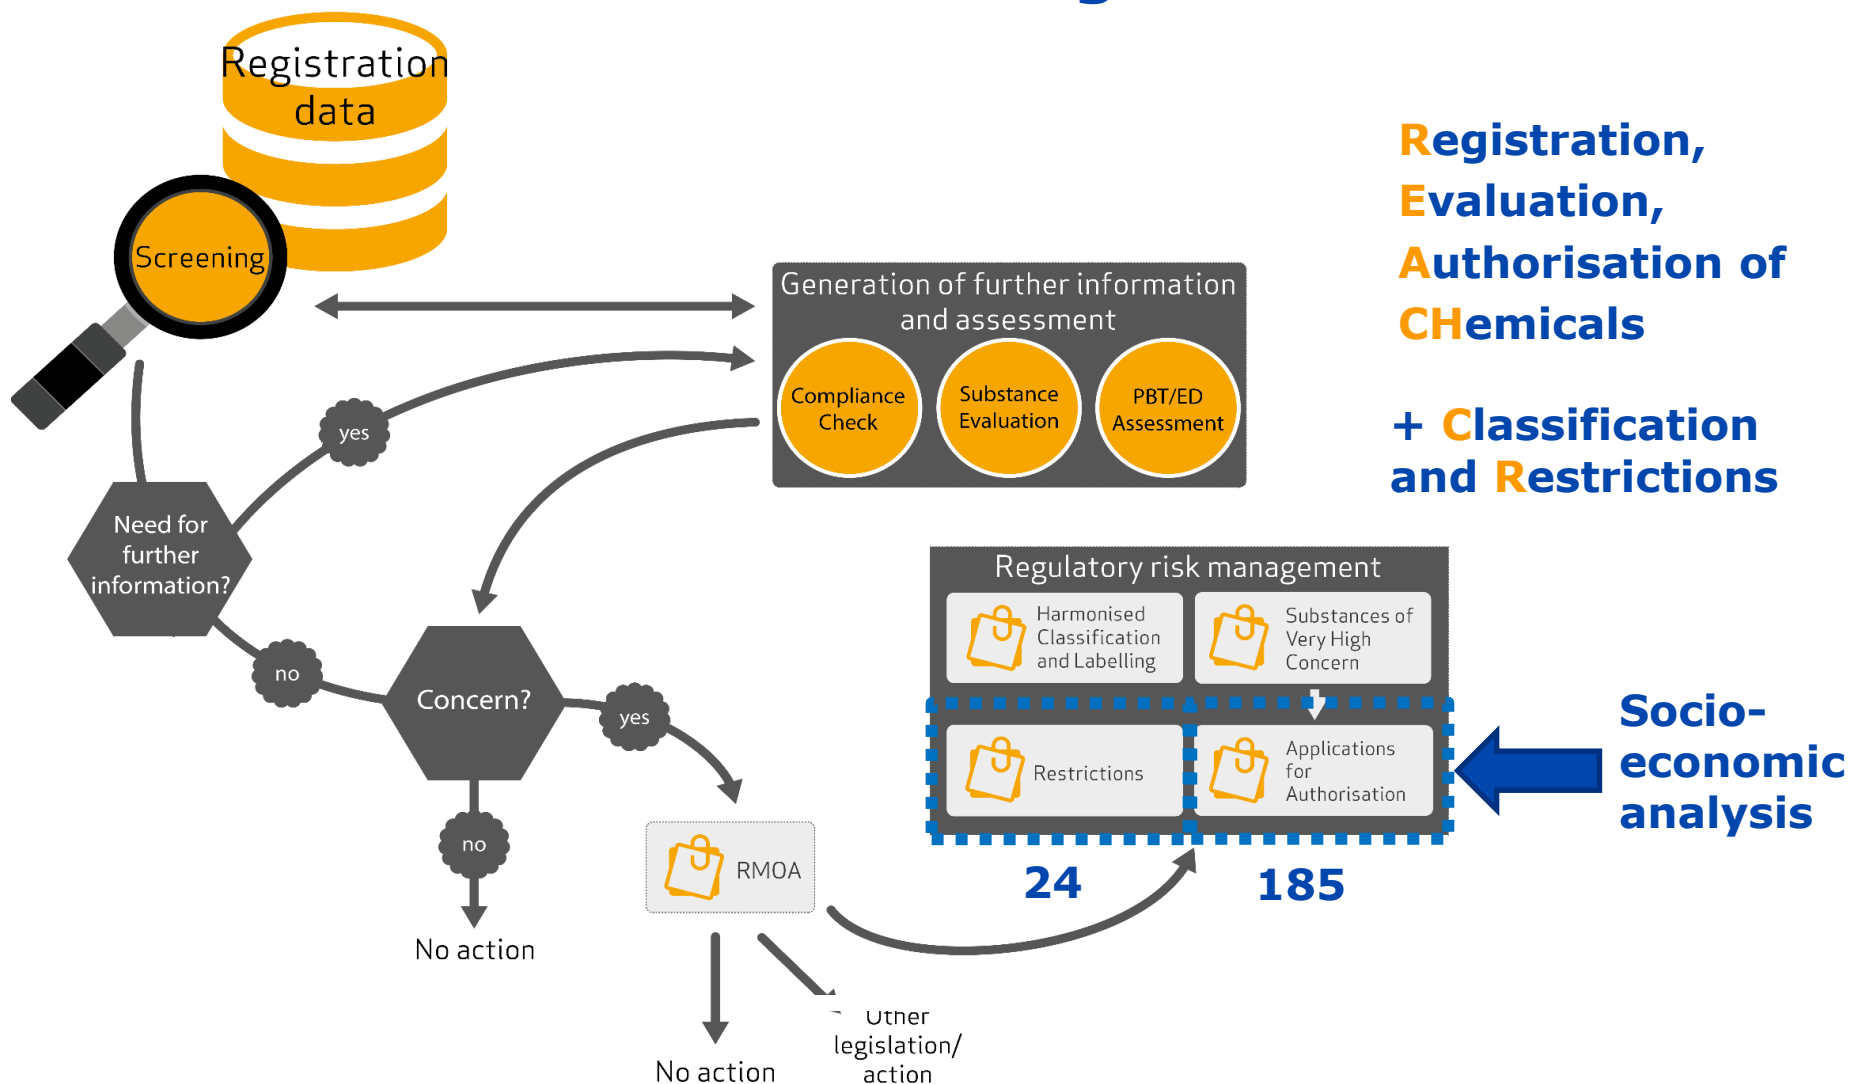 Registration
data
Screening
Registration,
Evaluation,
Authorisation of
CHemicals
+ Classification
and Restrictions
Generation of further information
and assessment
Compliance
Check
Substance
Evaluation
PBT/ED
Assessment
yes
Need for
further
information?
no
Concern?
yes
no
No action
RMOA
No action
Other
legislation/
action
Regulatory risk management
Harmonised
Classification
and Labelling
Substances of
Very High
Concern
Restrictions
Applications
for
Authorisation
24
185
Socio-
economic
analysis